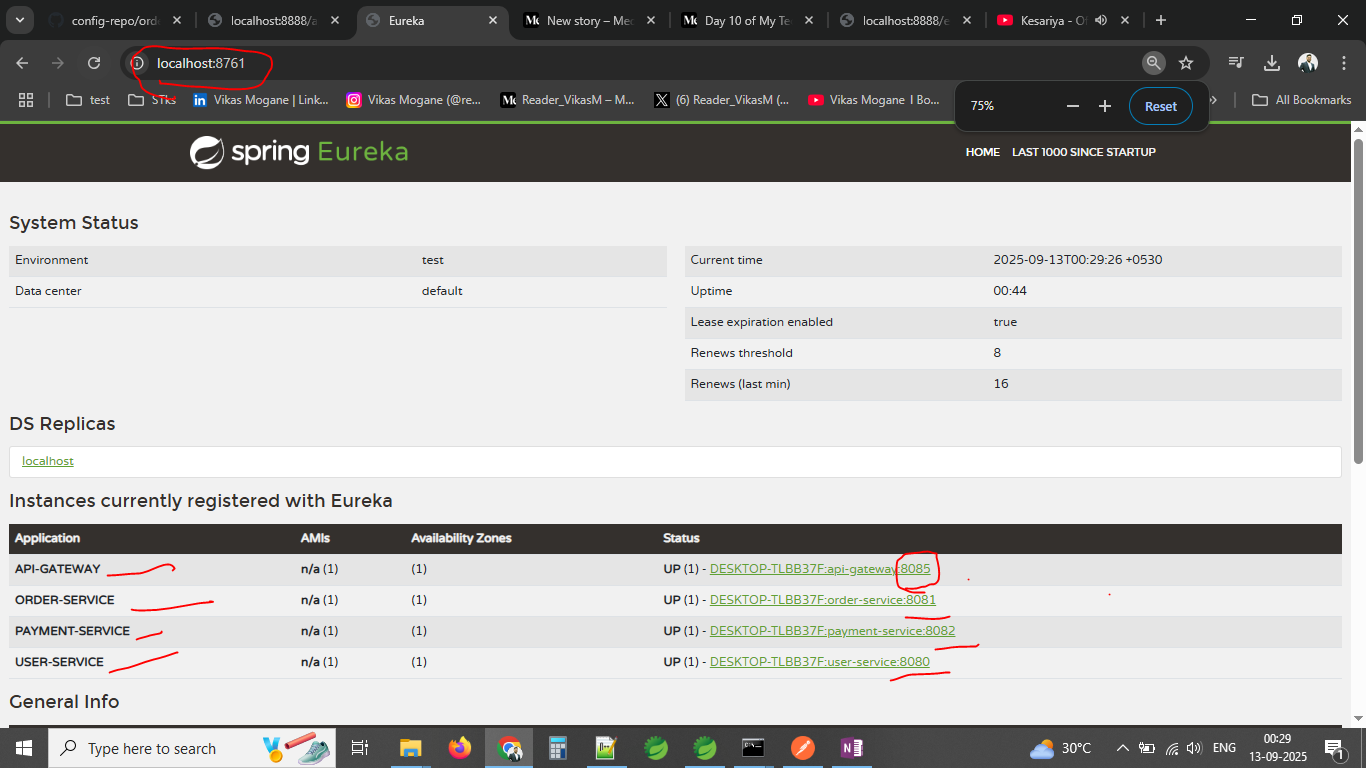 config-repo/ord
localhost:8888/a
Eureka
New story – Med
Day 10 of My Te
localhost:8888/e
Kesariya - O
localhost:8761
test
STks
Vikas Mogane | Link...
Vikas Mogane (@re...
Reader_VikasM – M...
(6) Reader_VikasM (...
Vikas Mogane I Bo...
All Bookmarks
75%
Reset
spring Eureka
HOME LAST 1000 SINCE STARTUP
System Status
Environment test
Data center default
Current time 2025-09-13T00:29:26 +0530
Uptime 00:44
Lease expiration enabled true
Renews threshold 8
Renews (last min) 16
DS Replicas
localhost
Instances currently registered with Eureka
Application AMIs Availability Zones Status
API-GATEWAY n/a (1) (1) UP (1) - DESKTOP-TLBB37F:api-gateway:8085
ORDER-SERVICE n/a (1) (1) UP (1) - DESKTOP-TLBB37F:order-service:8081
PAYMENT-SERVICE n/a (1) (1) UP (1) - DESKTOP-TLBB37F:payment-service:8082
USER-SERVICE n/a (1) (1) UP (1) - DESKTOP-TLBB37F:user-service:8080
General Info
Type here to search
30°C
ENG
00:29
13-09-2025
1